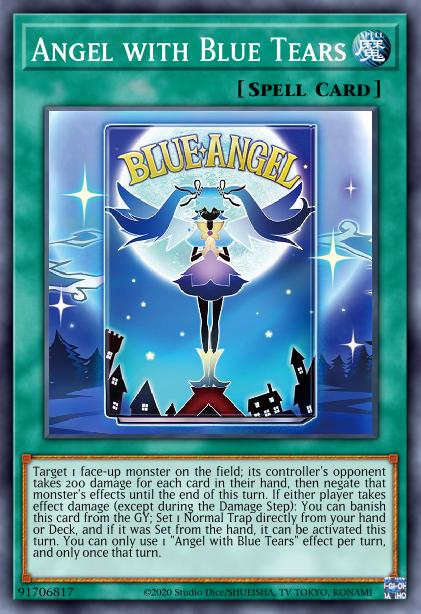 ANGEL WITH BLUE TEARS
SPELL
魔
[SPELL CARD]
BLUE ANGEL
Target 1 face-up monster on the field; its controller's opponent
takes 200 damage for each card in their hand, then negate that
monster's effects until the end of this turn. If either player takes
effect damage (except during the Damage Step): You can banish
this card from the GY; Set 1 Normal Trap directly from your hand
or Deck, and if it was Set from the hand, it can be activated this
turn. You can only use 1 "Angel with Blue Tears" effect per turn,
and only once that turn.
91706817
©2020 Studio Dice/SHUEISHA, TV TOKYO, KONAMI